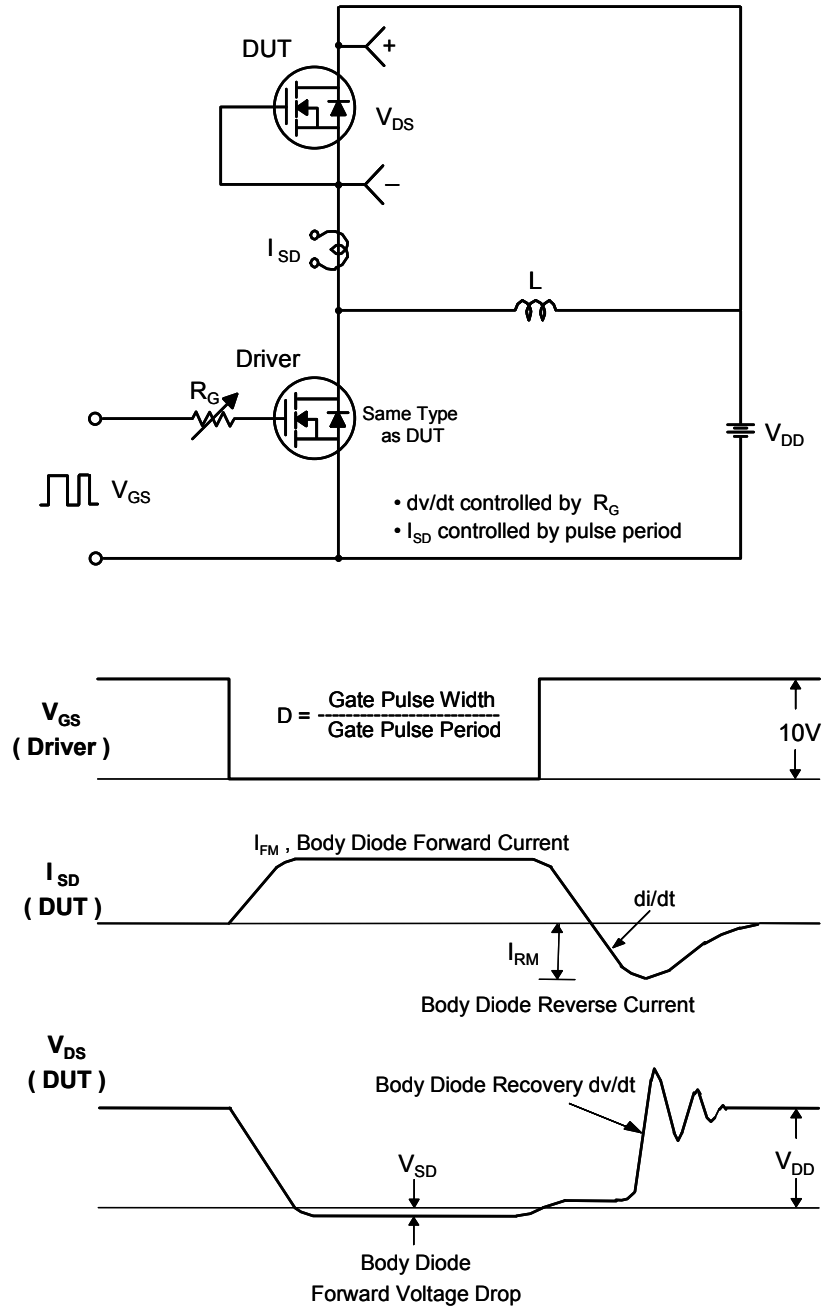 DUT
+
V_DS
−
I_SD
L
Driver
R_G
Same Type
as DUT
V_DD
V_GS
• dv/dt controlled by R_G
• I_SD controlled by pulse period
V_GS
( Driver )
D = Gate Pulse Width
Gate Pulse Period
10V
I_FM , Body Diode Forward Current
I_SD
( DUT )
di/dt
I_RM
Body Diode Reverse Current
V_DS
( DUT )
Body Diode Recovery dv/dt
V_SD
V_DD
Body Diode
Forward Voltage Drop